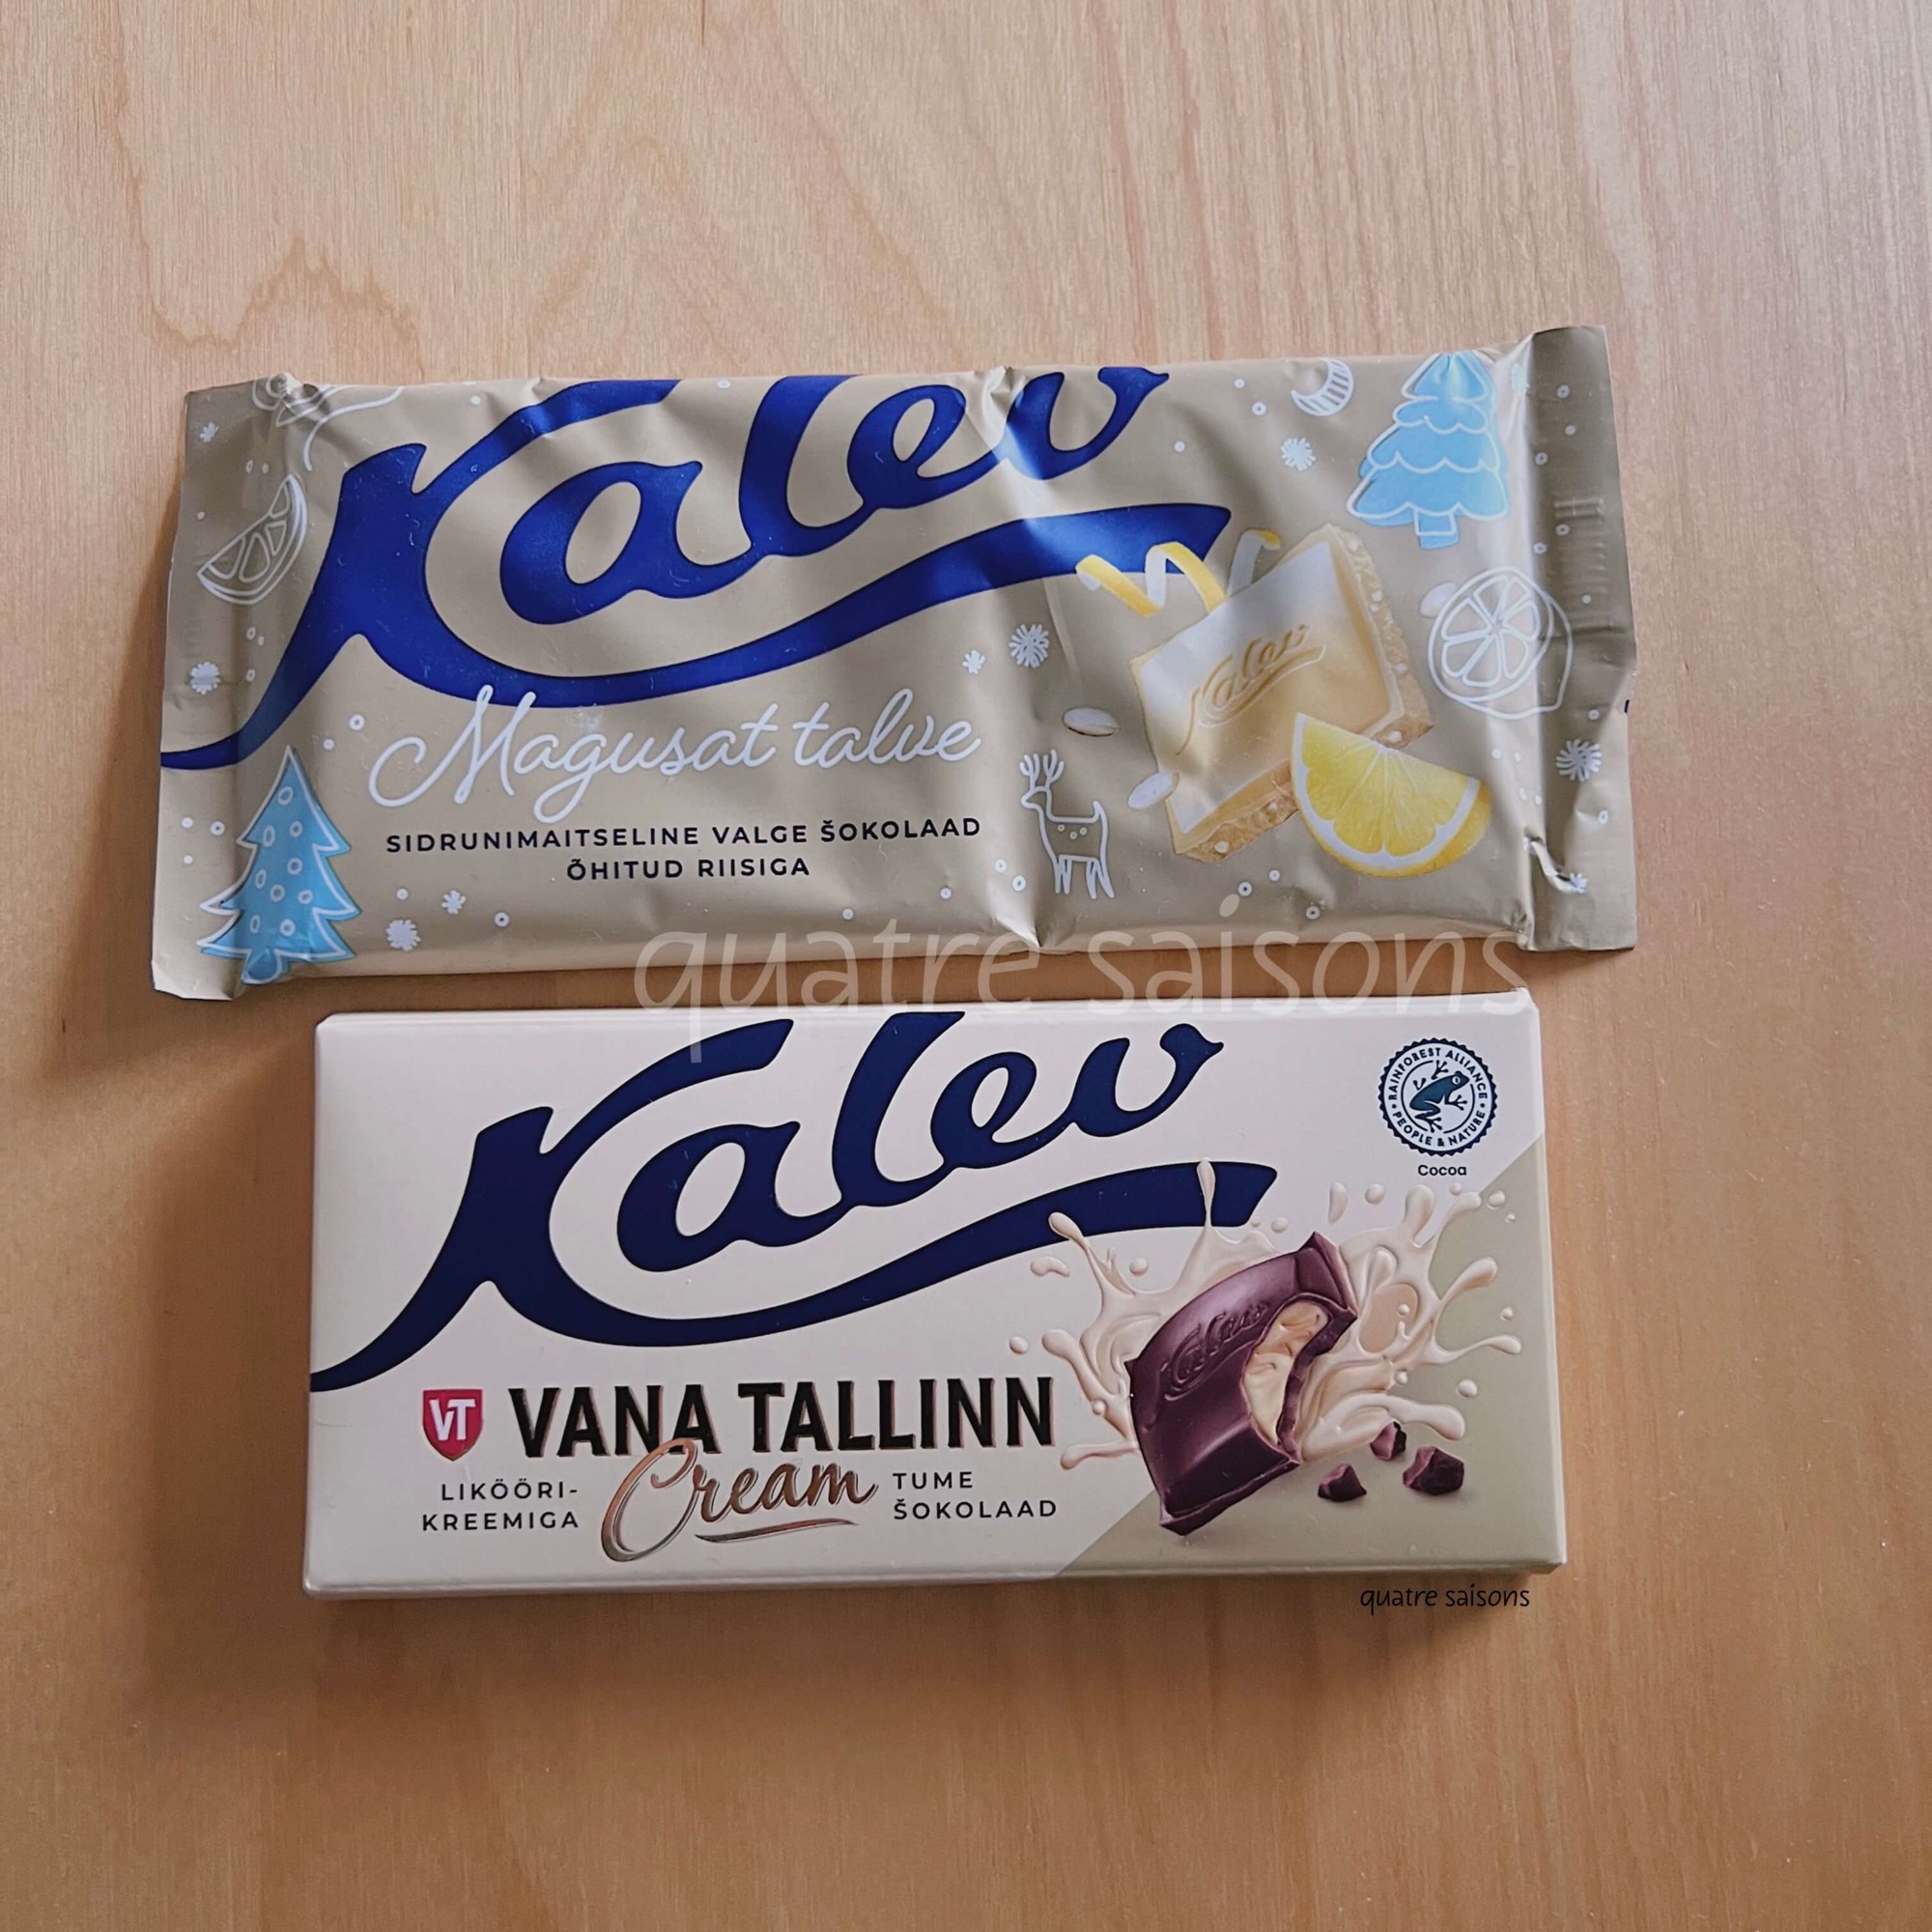 Kalev
Kalev
Magusat talve
SIDRUNIMAITSELINE VALGE ŠOKOLAAD
ÕHITUD RIISIGA
quatre saisons
Kalev
RAINFOREST ALLIANCE
PEOPLE & NATURE
Cocoa
Kalev
VT VANA TALLINN
Cream
LIKÖÖRI-
KREEMIGA
TUME
ŠOKOLAAD
quatre saisons